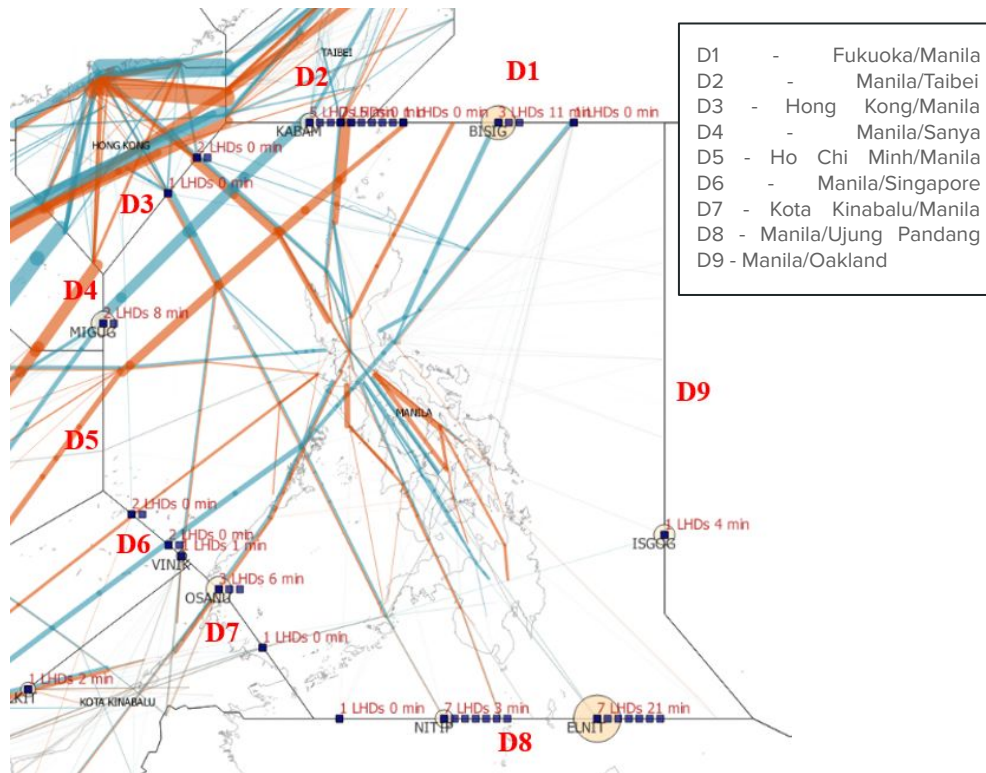 TAIBEI
D2
D1
5 LHDs
0 min
1 LHDs 0 min
3 LHDs 11 min
KABAM
BISIG
HONG KONG
2 LHDs 0 min
1 LHDs 0 min
D3
D4
2 LHDs 8 min
MIGUG
D9
MANILA
D5
2 LHDs 0 min
D6
2 LHDs 0 min
1 LHDs 1 min
VINIK
1 LHDs 4 min
ISGOG
3 LHDs 6 min
OSANU
D7
1 LHDs 0 min
1 LHDs 2 min
KOTA KINABALU
1 LHDs 0 min
7 LHDs 3 min
7 LHDs 21 min
NITIP
ELNIT
D8
D1 - Fukuoka/Manila
D2 - Manila/Taibei
D3 - Hong Kong/Manila
D4 - Manila/Sanya
D5 - Ho Chi Minh/Manila
D6 - Manila/Singapore
D7 - Kota Kinabalu/Manila
D8 - Manila/Ujung Pandang
D9 - Manila/Oakland